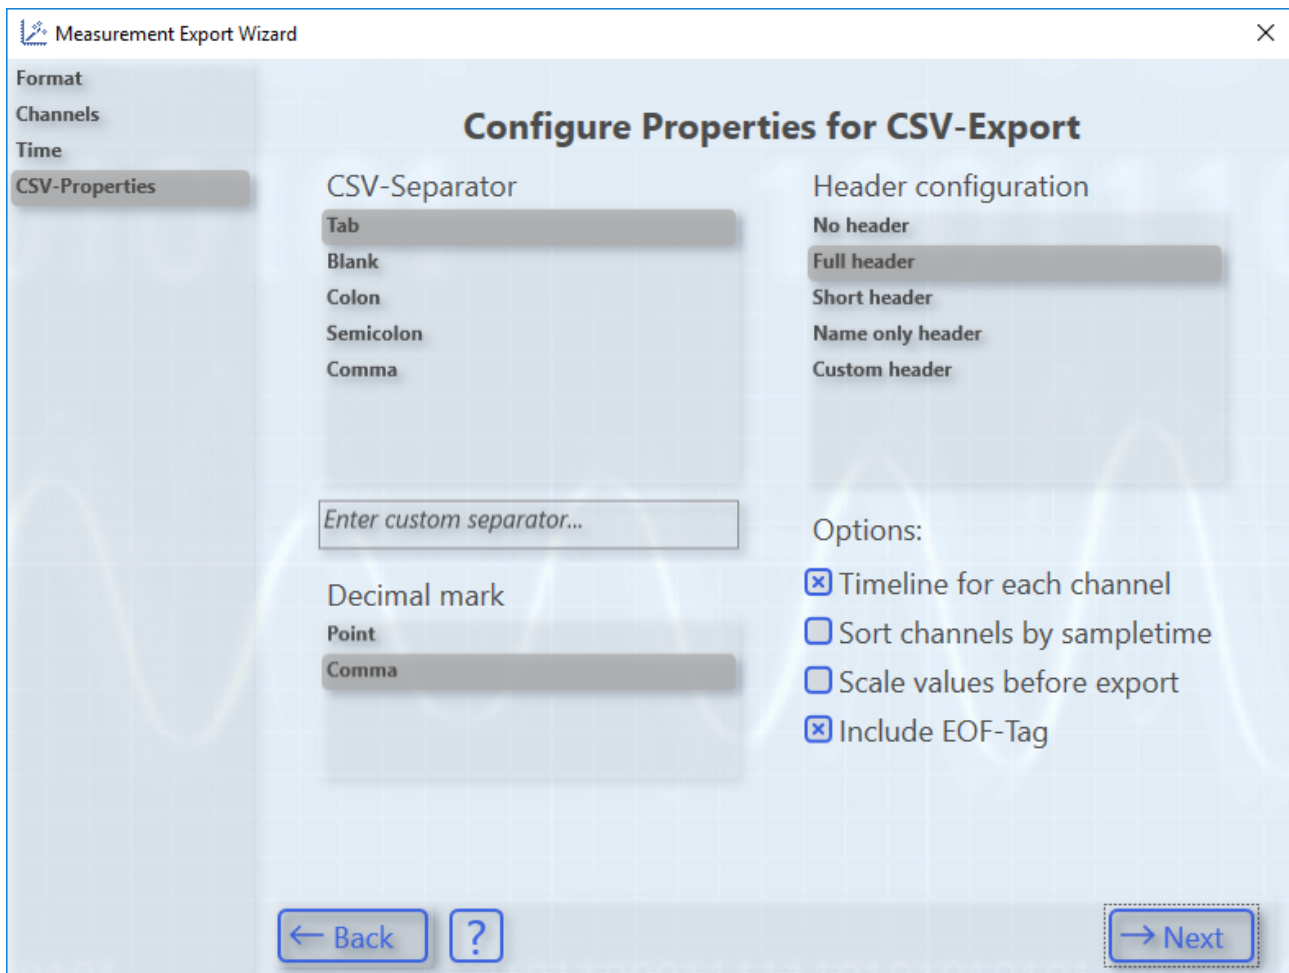 Measurement Export Wizard
Format
Channels
Time
CSV-Properties
Configure Properties for CSV-Export
CSV-Separator
Tab
Blank
Colon
Semicolon
Comma
Enter custom separator...
Decimal mark
Point
Comma
Header configuration
No header
Full header
Short header
Name only header
Custom header
Options:
Timeline for each channel
Sort channels by sampletime
Scale values before export
Include EOF-Tag
← Back
?
→ Next